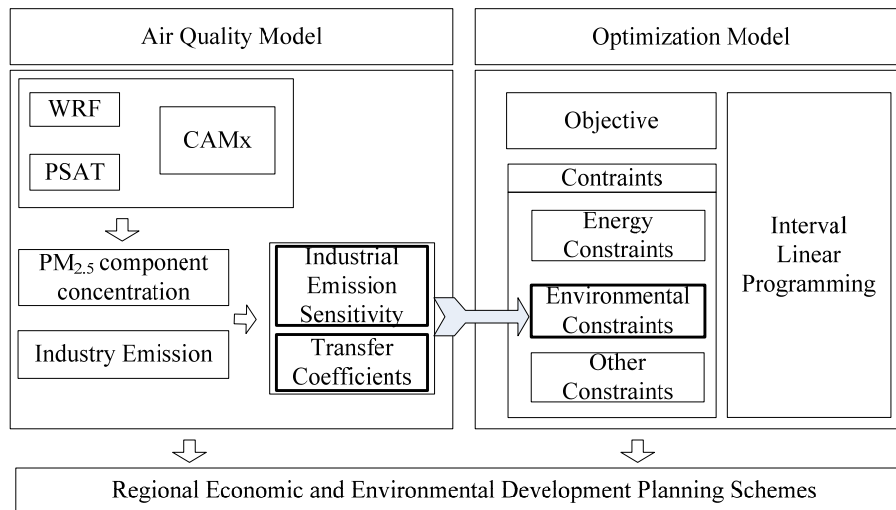 Air Quality Model
WRF
PSAT
CAMx
PM2.5 component
concentration
Industry Emission
Industrial
Emission
Sensitivity
Transfer
Coefficients
Optimization Model
Objective
Contraints
Energy
Constraints
Environmental
Constraints
Other
Constraints
Interval
Linear
Programming
Regional Economic and Environmental Development Planning Schemes